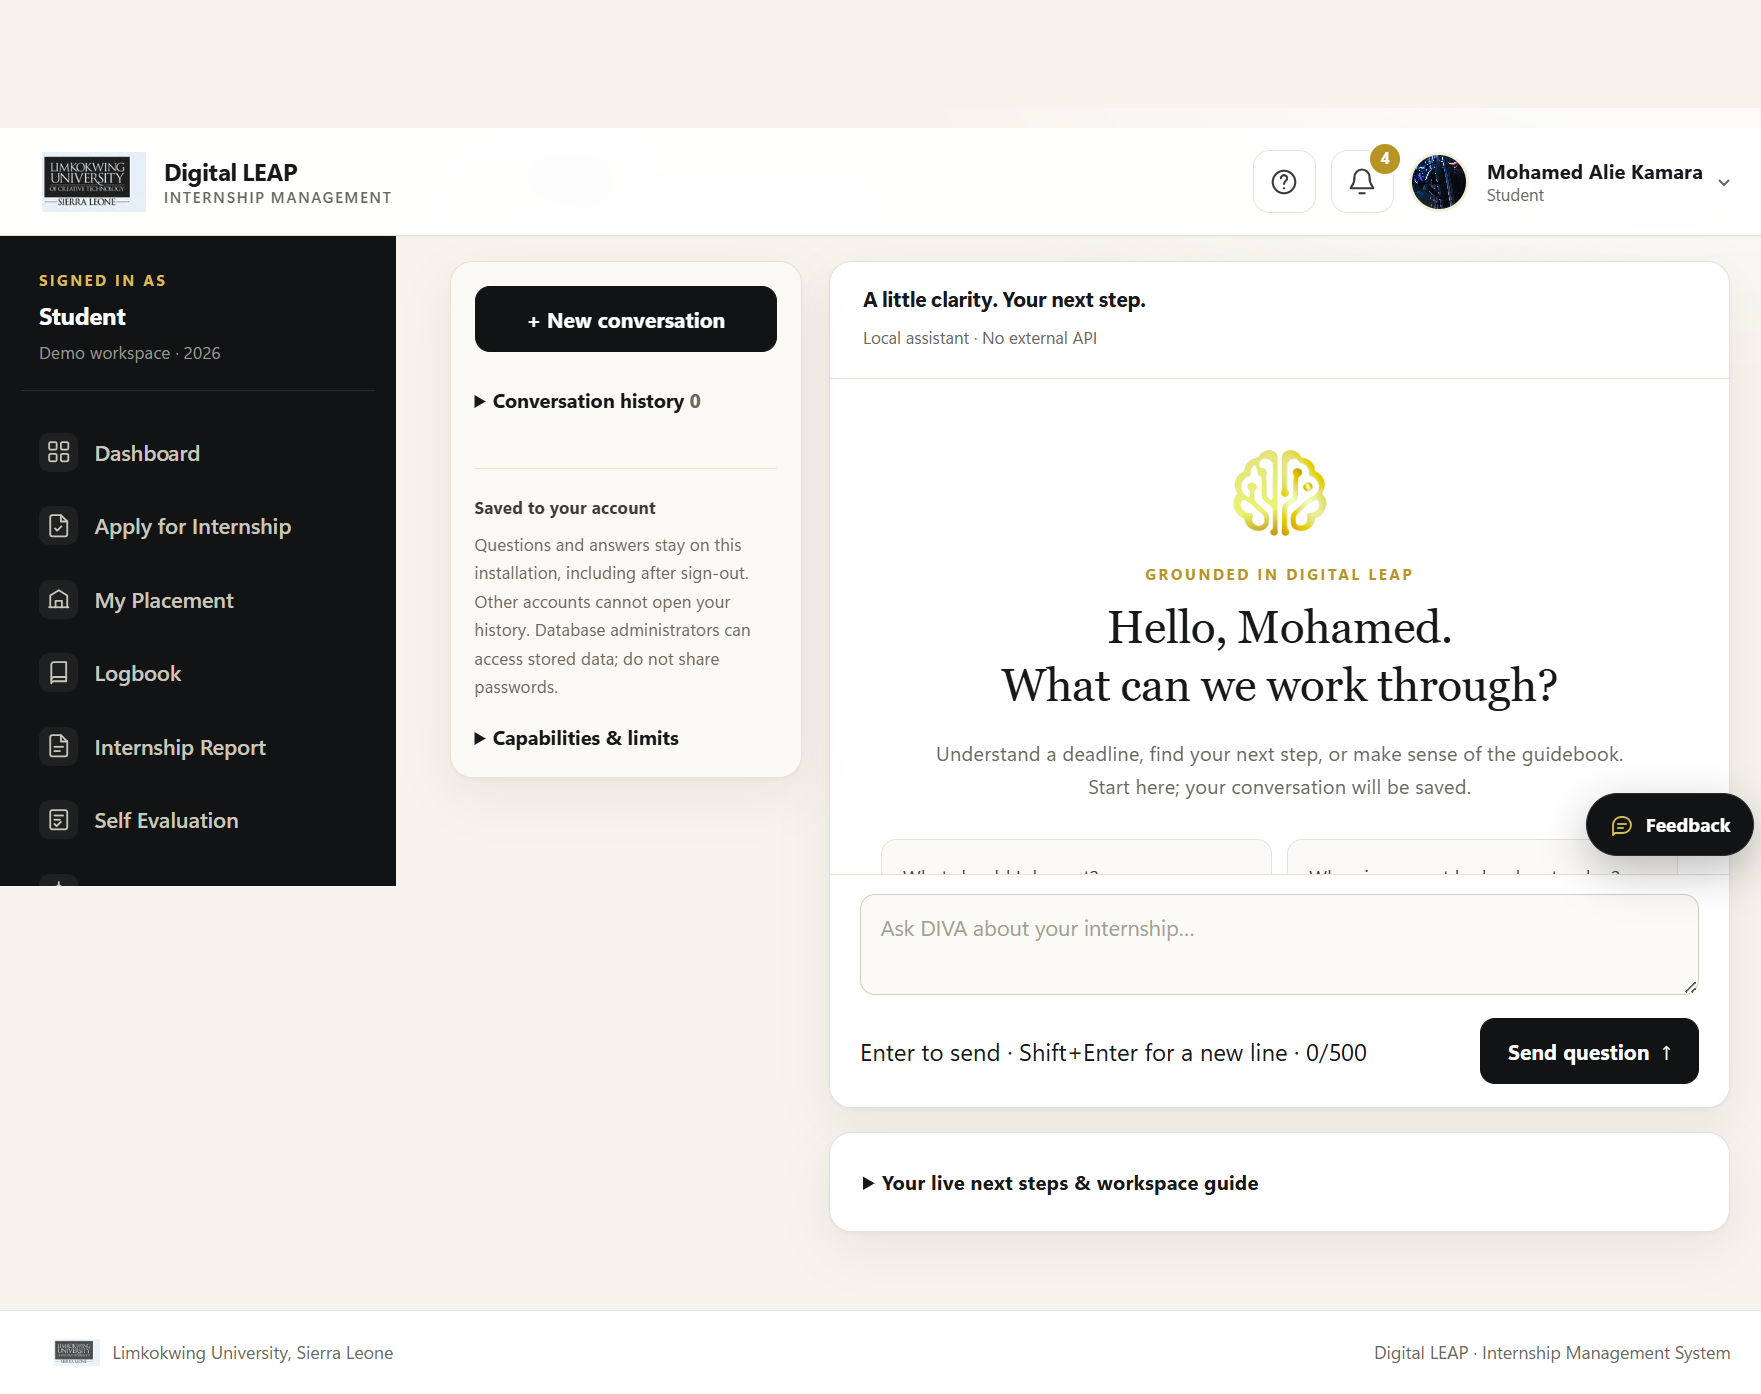 LIMKOKWING
UNIVERSITY
OF CREATIVE TECHNOLOGY
SIERRA LEONE
Digital LEAP
INTERNSHIP MANAGEMENT
4
Mohamed Alie Kamara
Student
SIGNED IN AS
Student
Demo workspace · 2026
Dashboard
Apply for Internship
My Placement
Logbook
Internship Report
Self Evaluation
+ New conversation
Conversation history 0
Saved to your account
Questions and answers stay on this
installation, including after sign-out.
Other accounts cannot open your
history. Database administrators can
access stored data; do not share
passwords.
Capabilities & limits
A little clarity. Your next step.
Local assistant · No external API
GROUNDED IN DIGITAL LEAP
Hello, Mohamed.
What can we work through?
Understand a deadline, find your next step, or make sense of the guidebook.
Start here; your conversation will be saved.
Feedback
Ask DIVA about your internship...
Enter to send · Shift+Enter for a new line · 0/500
Send question ↑
Your live next steps & workspace guide
LIMKOKWING
UNIVERSITY
Limkokwing University, Sierra Leone
Digital LEAP · Internship Management System